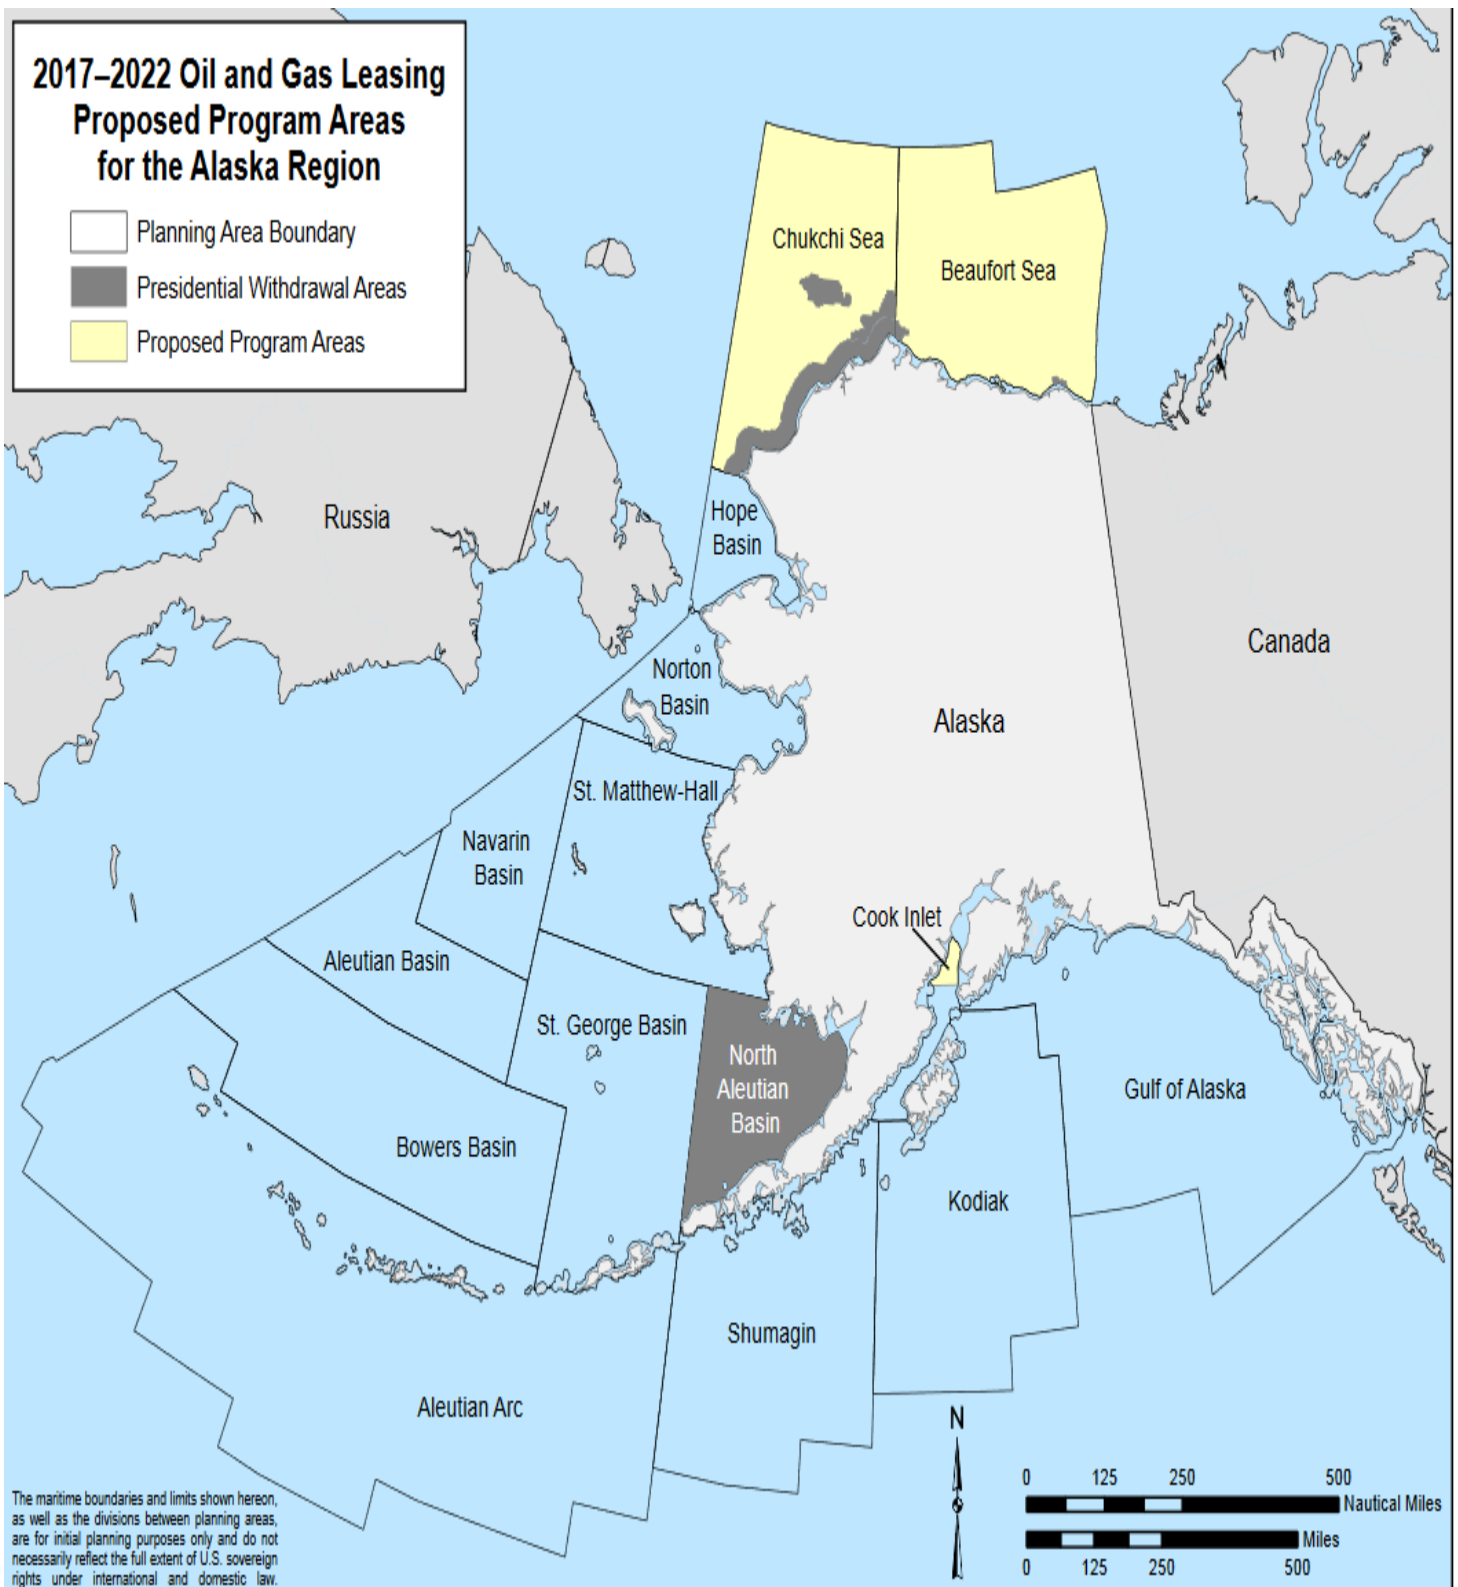 2017–2022 Oil and Gas Leasing
Proposed Program Areas
for the Alaska Region
Planning Area Boundary
Presidential Withdrawal Areas
Proposed Program Areas
Chukchi Sea
Beaufort Sea
Russia
Hope
Basin
Canada
Norton
Basin
Alaska
St. Matthew-Hall
Navarin
Basin
Cook Inlet
Aleutian Basin
St. George Basin
North
Aleutian
Basin
Gulf of Alaska
Bowers Basin
Kodiak
Shumagin
Aleutian Arc
N
0 125 250 500
Nautical Miles
Miles
0 125 250 500
The maritime boundaries and limits shown hereon,
as well as the divisions between planning areas,
are for initial planning purposes only and do not
necessarily reflect the full extent of U.S. sovereign
rights under international and domestic law.